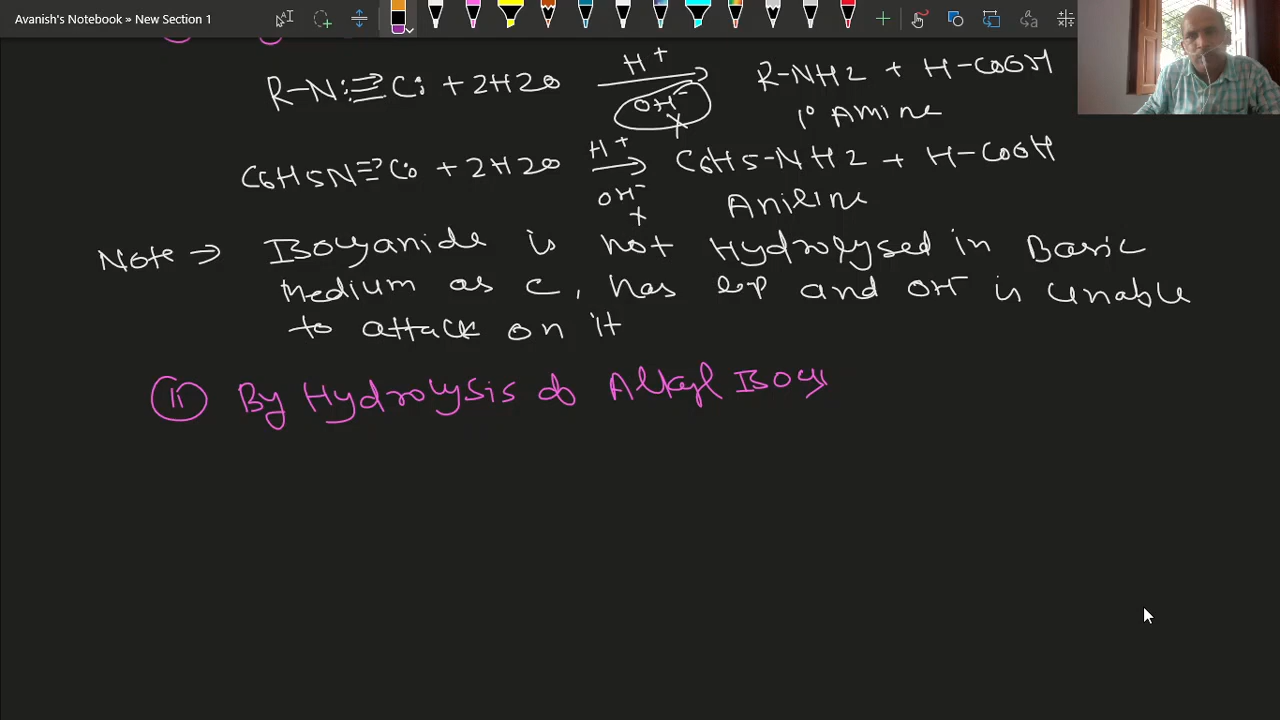 Avanish's Notebook » New Section 1
R-N≡C: + 2H2O H+ OH- x R-NH2 + H-COOH
1° Amine
C6H5N≡C: + 2H2O H+ OH- x C6H5-NH2 + H-COOH
Aniline
Note ⇒ Isocyanide is not Hydrolysed in Basic
medium as C, has lp and OH- is unable
to attack on it
ii By Hydrolysis of Alkyl Isocy